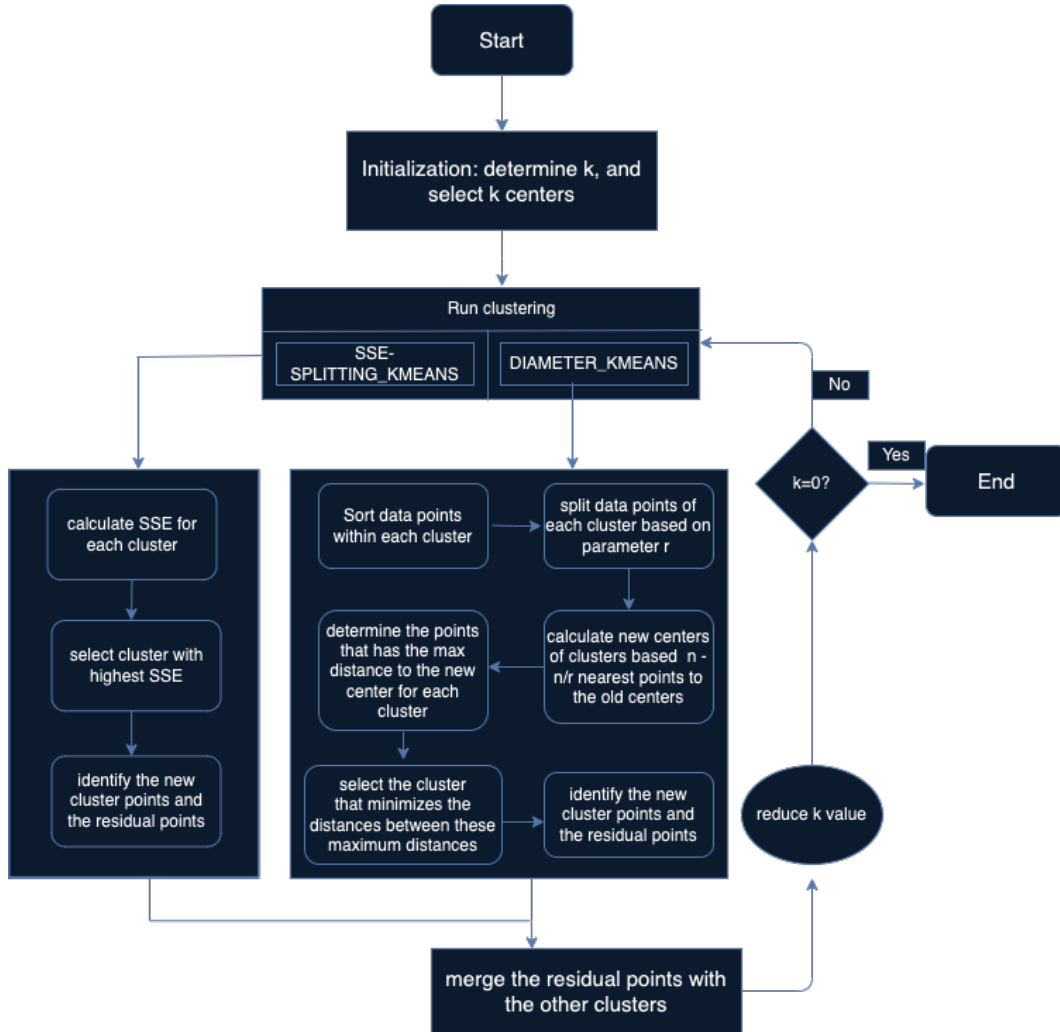 Start
Initialization: determine k, and
select k centers
Run clustering
SSE-
SPLITTING_KMEANS
DIAMETER_KMEANS
No
Yes
k=0?
End
calculate SSE for
each cluster
select cluster with
highest SSE
identify the new
cluster points and
the residual points
Sort data points
within each cluster
split data points of
each cluster based on
parameter r
calculate new centers
of clusters based n -
n/r nearest points to
the old centers
determine the points
that has the max
distance to the new
center for each
cluster
select the cluster
that minimizes the
distances between these
maximum distances
identify the new
cluster points and
the residual points
merge the residual points with
the other clusters
reduce k value